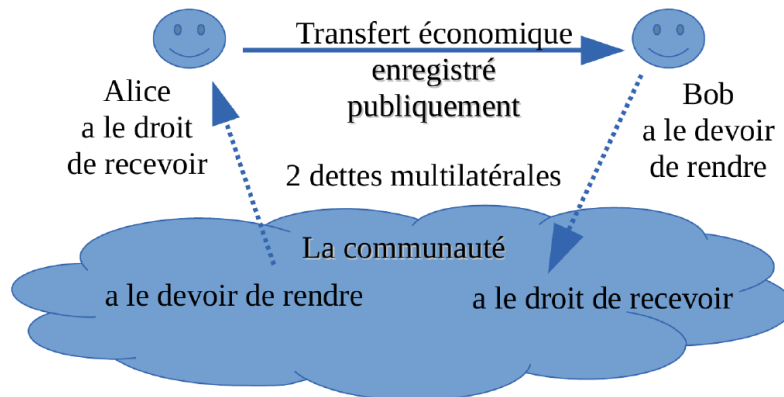 Transfert économique
enregistré
publiquement
Alice
a le droit
de recevoir
Bob
a le devoir
de rendre
2 dettes multilatérales
La communauté
a le devoir de rendre
a le droit de recevoir